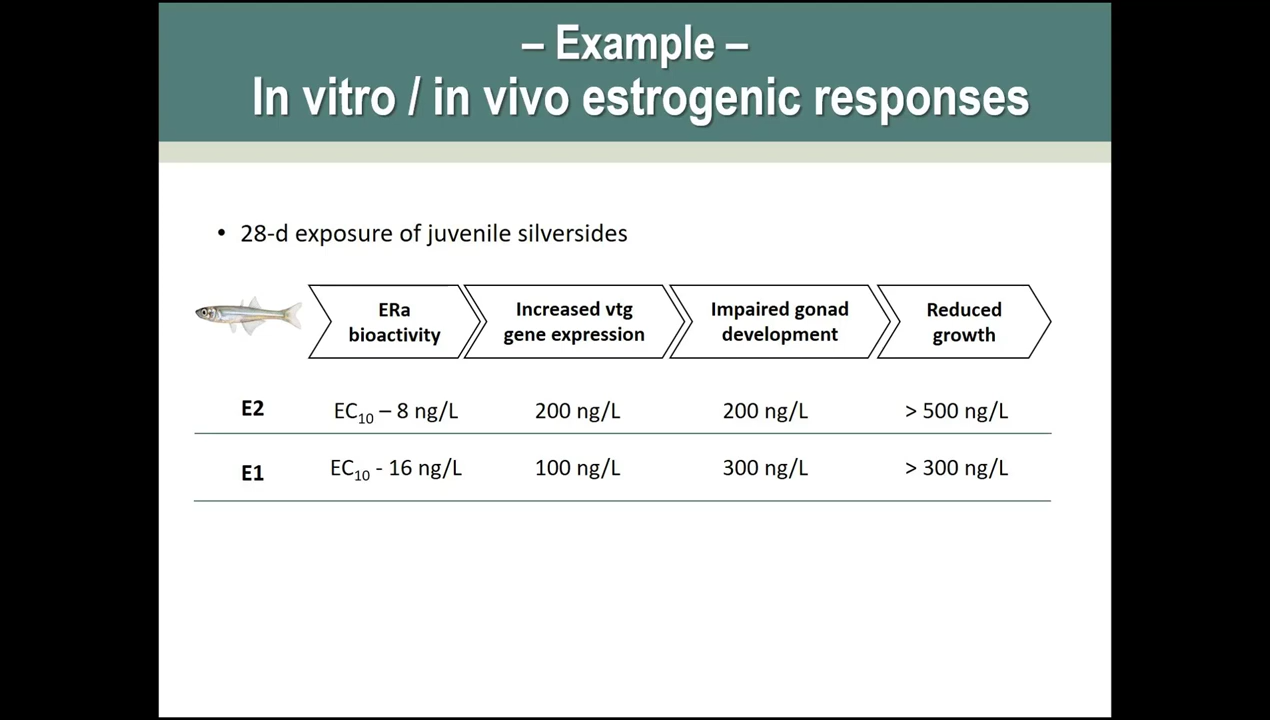 – Example –
In vitro / in vivo estrogenic responses
• 28-d exposure of juvenile silversides
ERa
bioactivity
Increased vtg
gene expression
Impaired gonad
development
Reduced
growth
E2 EC10 – 8 ng/L 200 ng/L 200 ng/L > 500 ng/L
E1 EC10 - 16 ng/L 100 ng/L 300 ng/L > 300 ng/L